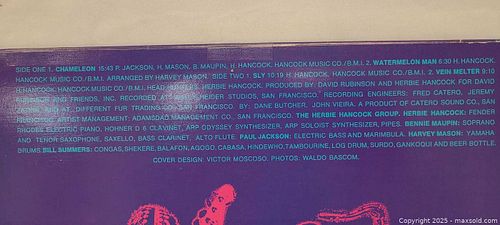 SIDE ONE 1. CHAMELEON 15:43 P. JACKSON, H. MASON, B. MAUPIN, H. HANCOCK. HANCOCK MUSIC CO./B.M.I. 2. WATERMELON MAN 6:30 H. HANCOCK.
HANCOCK MUSIC CO./B.M.I. ARRANGED BY HARVEY MASON. SIDE TWO 1. SLY 10:19 H. HANCOCK. HANCOCK MUSIC CO./B.M.I. 2. VEIN MELTER 9:10
H. HANCOCK. HANCOCK MUSIC CO./B.M.I. HERBIE HANCOCK. PRODUCED BY: DAVID RUBINSON AND HERBIE HANCOCK FOR DAVID
RUBINSON AND FRIENDS, INC. RECORDED AT HEIDER STUDIOS, SAN FRANCISCO. RECORDING ENGINEERS: FRED CATERO, JEREMY
AND AT DIFFERENT FUR TRADING CO., SAN FRANCISCO. BY: DANE BUTCHER, JOHN VIEIRA. A PRODUCT OF CATERO SOUND CO., SAN
ARTIST MANAGEMENT: ADAMSDAD MANAGEMENT CO., SAN FRANCISCO. THE HERBIE HANCOCK GROUP. HERBIE HANCOCK: FENDER
RHODES ELECTRIC PIANO, HOHNER D 6 CLAVINET, ARP ODYSSEY SYNTHESIZER, ARP SOLOIST SYNTHESIZER, PIPES. BENNIE MAUPIN: SOPRANO
AND TENOR SAXOPHONE, SAXELLO, BASS CLARINET, ALTO FLUTE. PAUL JACKSON: ELECTRIC BASS AND MARIMBULA. HARVEY MASON: YAMAHA
DRUMS. BILL SUMMERS: CONGAS, SHEKERE, BALAFON, AGOGO, CABASA, HINDEWHO, TAMBOURINE, LOG DRUM, SURDO, GANKOQUI AND BEER BOTTLE.
COVER DESIGN: VICTOR MOSCOSO. PHOTOS: WALDO BASCOM.
Copyright © 2025 - maxsold.com